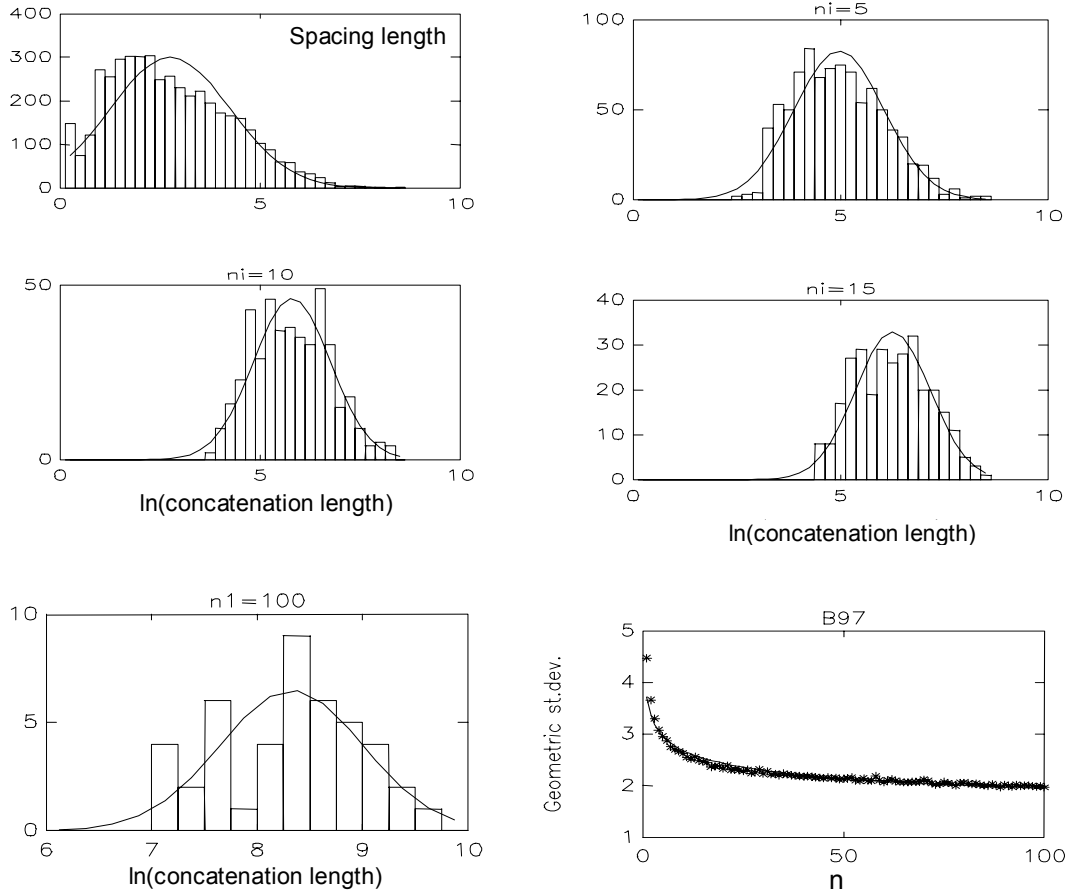 Spacing length
400
300
200
100
0
0 5 10
ni=5
100
50
0
0 5 10
ni=10
50
0
0 5 10
ln(concatenation length)
ni=15
40
30
20
10
0
0 5 10
ln(concatenation length)
n1=100
10
5
0
6 7 8 9 10
ln(concatenation length)
B97
Geometric st.dev.
5
4
3
2
1
0 50 100
n